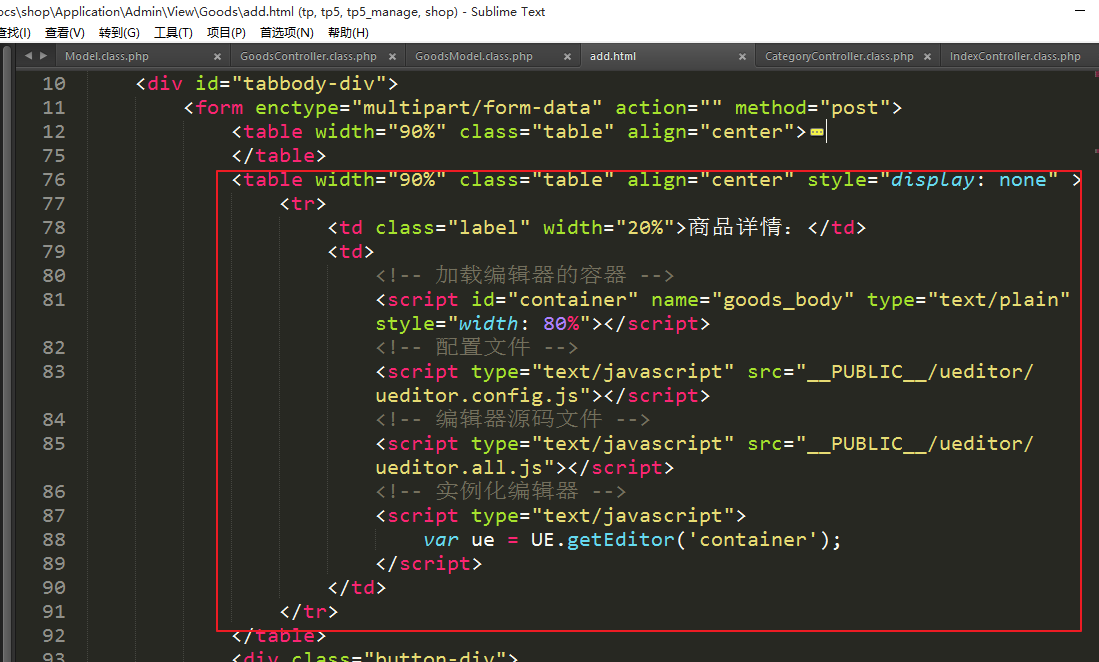 ocs\shop\Application\Admin\View\Goods\add.html (tp, tp5, tp5_manage, shop) - Sublime Text
查找(I) 查看(V) 转到(G) 工具(T) 项目(P) 首选项(N) 帮助(H)
Model.class.php × GoodsController.class.php × GoodsModel.class.php × add.html × CategoryController.class.php × IndexController.class.php
10 <div id="tabbody-div">
11 <form enctype="multipart/form-data" action="" method="post">
12 <table width="90%" class="table" align="center">
75 </table>
76 <table width="90%" class="table" align="center" style="display: none" >
77 <tr>
78 <td class="label" width="20%">商品详情：</td>
79 <td>
80 <!-- 加载编辑器的容器 -->
81 <script id="container" name="goods_body" type="text/plain"
style="width: 80%"></script>
82 <!-- 配置文件 -->
83 <script type="text/javascript" src="__PUBLIC__/ueditor/
ueditor.config.js"></script>
84 <!-- 编辑器源码文件 -->
85 <script type="text/javascript" src="__PUBLIC__/ueditor/
ueditor.all.js"></script>
86 <!-- 实例化编辑器 -->
87 <script type="text/javascript">
88 var ue = UE.getEditor('container');
89 </script>
90 </td>
91 </tr>
92 </table>
93 <div class="button-div">